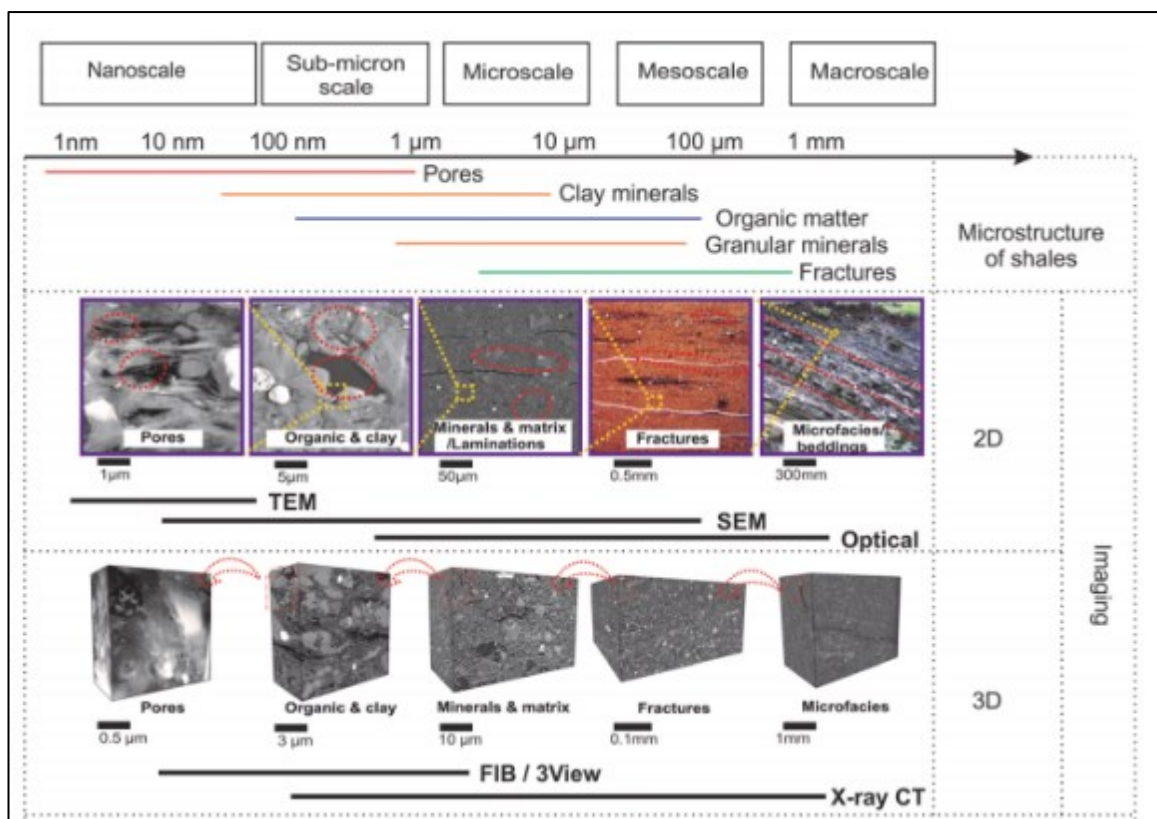 Nanoscale
Sub-micron
scale
Microscale
Mesoscale
Macroscale
1nm 10 nm 100 nm 1 μm 10 μm 100 μm 1 mm
Pores
Clay minerals
Organic matter
Granular minerals
Fractures
Microstructure
of shales
Pores
Organic & clay
Minerals & matrix
/Laminations
Fractures
Microfacies/
beddings
1μm
5μm
50μm
0.5mm
300mm
2D
TEM
SEM
Optical
Imaging
Pores
Organic & clay
Minerals & matrix
Fractures
Microfacies
0.5 μm
3 μm
10 μm
0.1mm
1mm
3D
FIB / 3View
X-ray CT